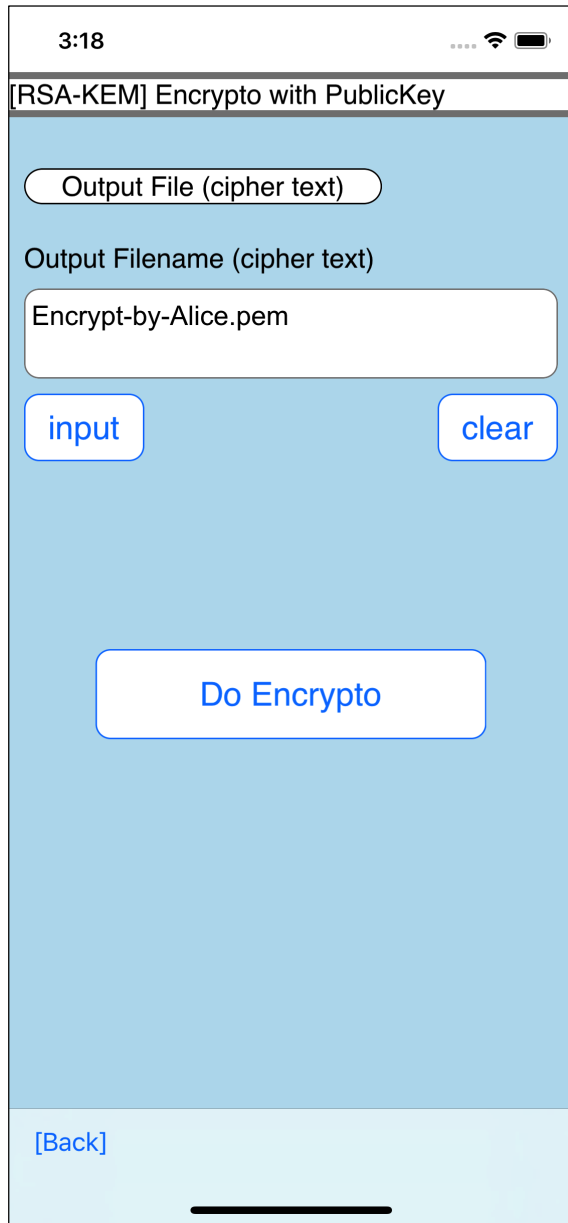 3:18
[RSA-KEM] Encrypto with PublicKey
Output File (cipher text)
Output Filename (cipher text)
Encrypt-by-Alice.pem
input clear
Do Encrypto
[Back]